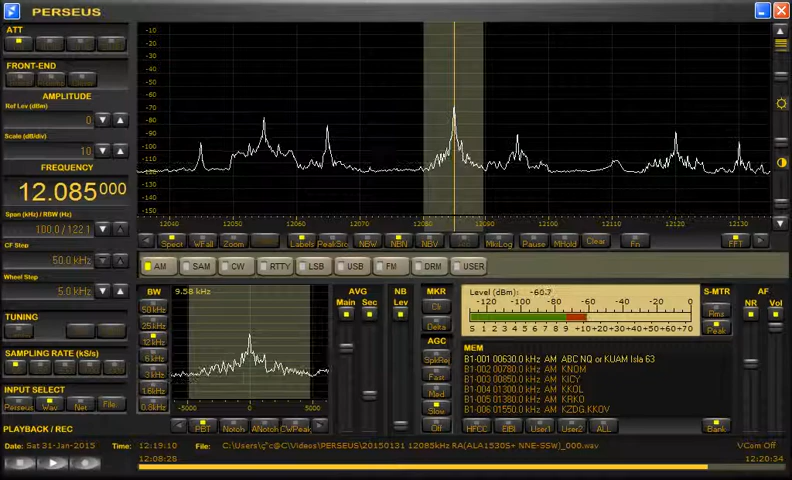 PERSEUS
ATT
FRONT-END
AMPLITUDE
Ref Lev (dBm)
0
Scale (dB/div)
10
FREQUENCY
12.085000
Span (kHz) / RBW (Hz)
100.0 / 122.1
CF Step
50.0 kHz
Wheel Step
5.0 kHz
TUNING
SAMPLING RATE (kS/s)
INPUT SELECT
Perseus Wav Net File
PLAYBACK / REC
-10
-20
-30
-40
-50
-60
-70
-80
-90
-100
-110
-120
-130
-140
-150
12040 12050 12060 12070 12080 12090 12100 12110 12120 12130
Spect WFall Zoom Labels PeakSrc NBW NBN NBV MkrLog Pause MHold Clear Fn FFT
AM SAM CW RTTY LSB USB FM DRM USER
BW
50kHz
25kHz
12kHz
6kHz
3kHz
1.6kHz
0.8kHz
9.58 kHz
-5000 0 5000
PBT Notch ANotch CWPeak
AVG
Main Sec
NB
Lev
MKR
Clr
Delta
AGC
SpkRej
Fast
Med
Slow
Off
Level (dBm): -60.7
-120 -100 -80 -60 -40 -20 0
S 1 2 3 4 5 6 7 8 9 +10 +20 +30 +40 +50 +60 +70
S-MTR
Rms
Peak
AF
NR Vol
MEM
B1-001 00630.0 kHz AM ABC NQ or KUAM Isla 63
B1-002 00780.0 kHz AM KNOM
B1-003 00850.0 kHz AM KICY
B1-004 01300.0 kHz AM KKOL
B1-005 01380.0 kHz AM KRKO
B1-006 01550.0 kHz AM KZDG.KKOV
HFCC EIBI User1 User2 ALL Bank
Date: Sat 31-Jan-2015 Time: 12:19:10 File: C:\Users\ç"c@C\Videos\PERSEUS\20150131 12085kHz RA(ALA1530S+ NNE-SSW)_000.wav VCam Off
12:08:28 12:20:34